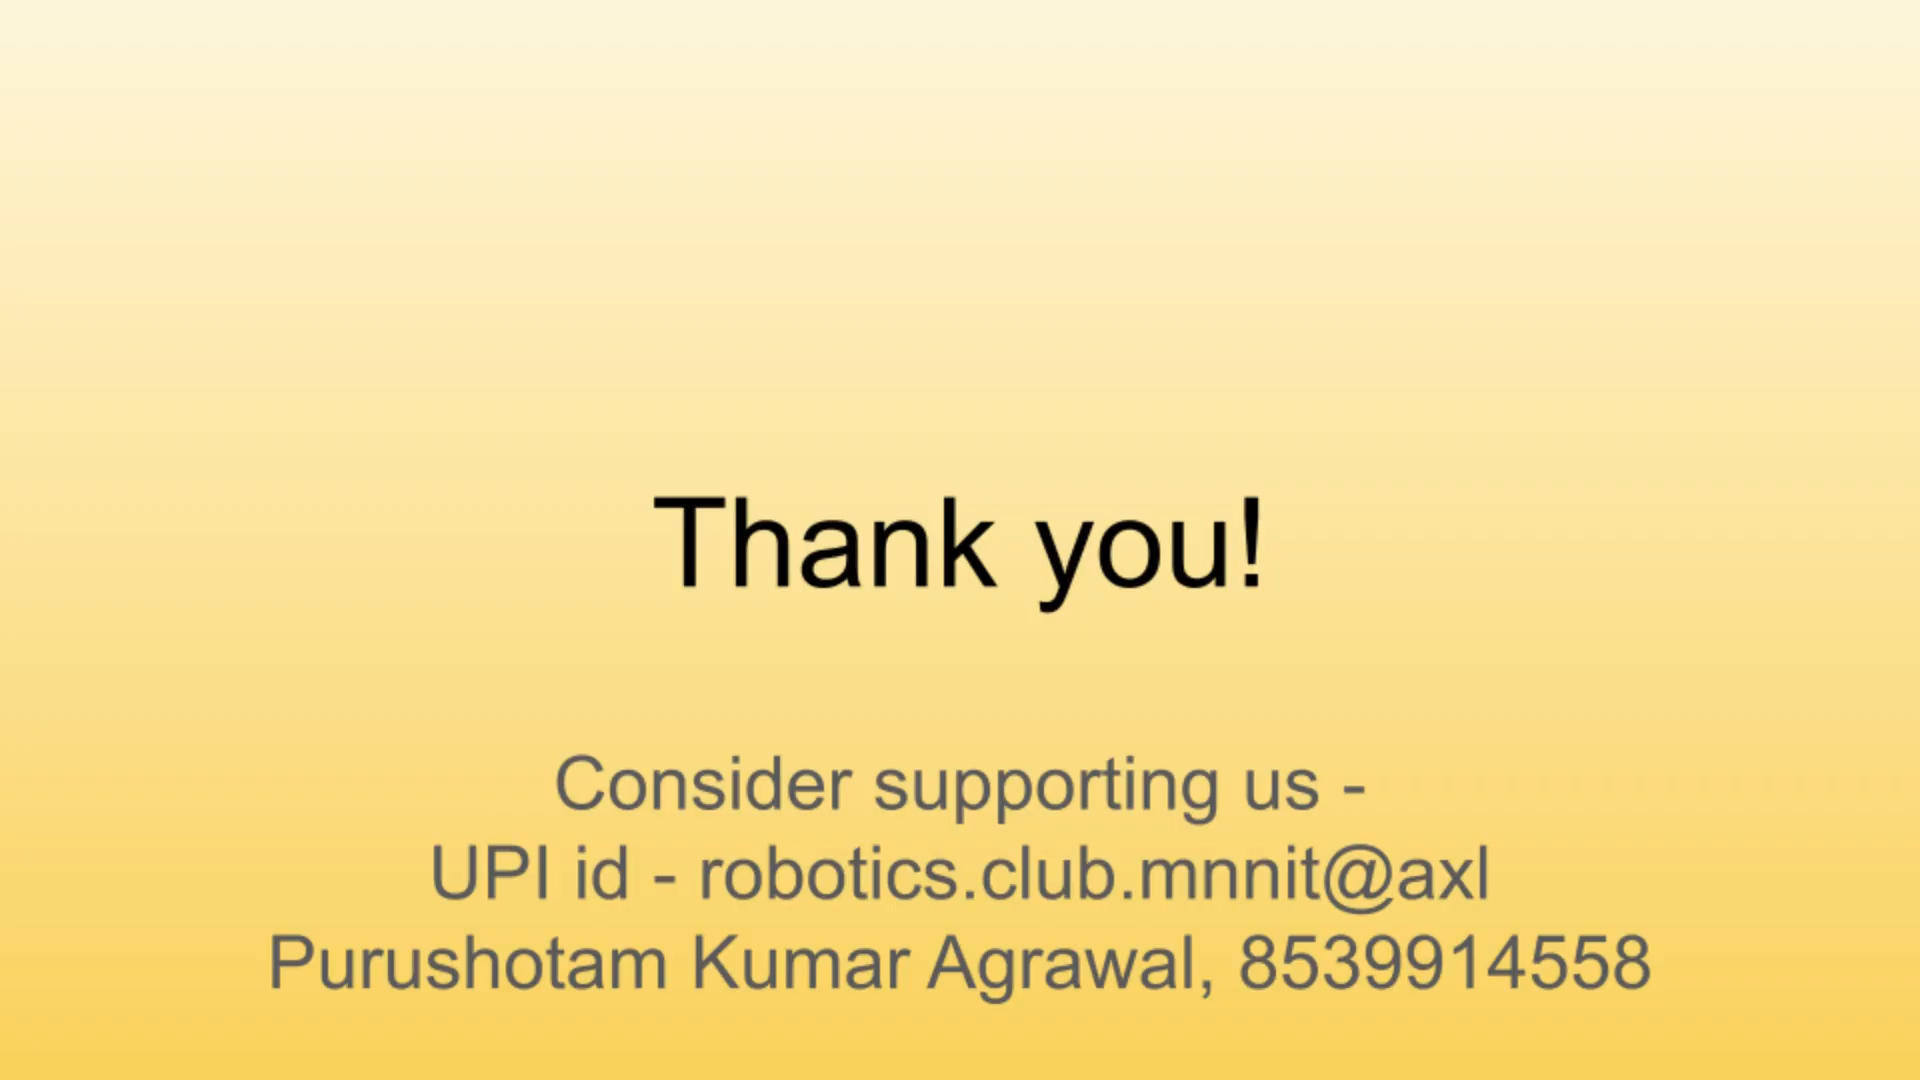 Thank you!
Consider supporting us -
UPI id - robotics.club.mnnit@axl
Purushotam Kumar Agrawal, 8539914558